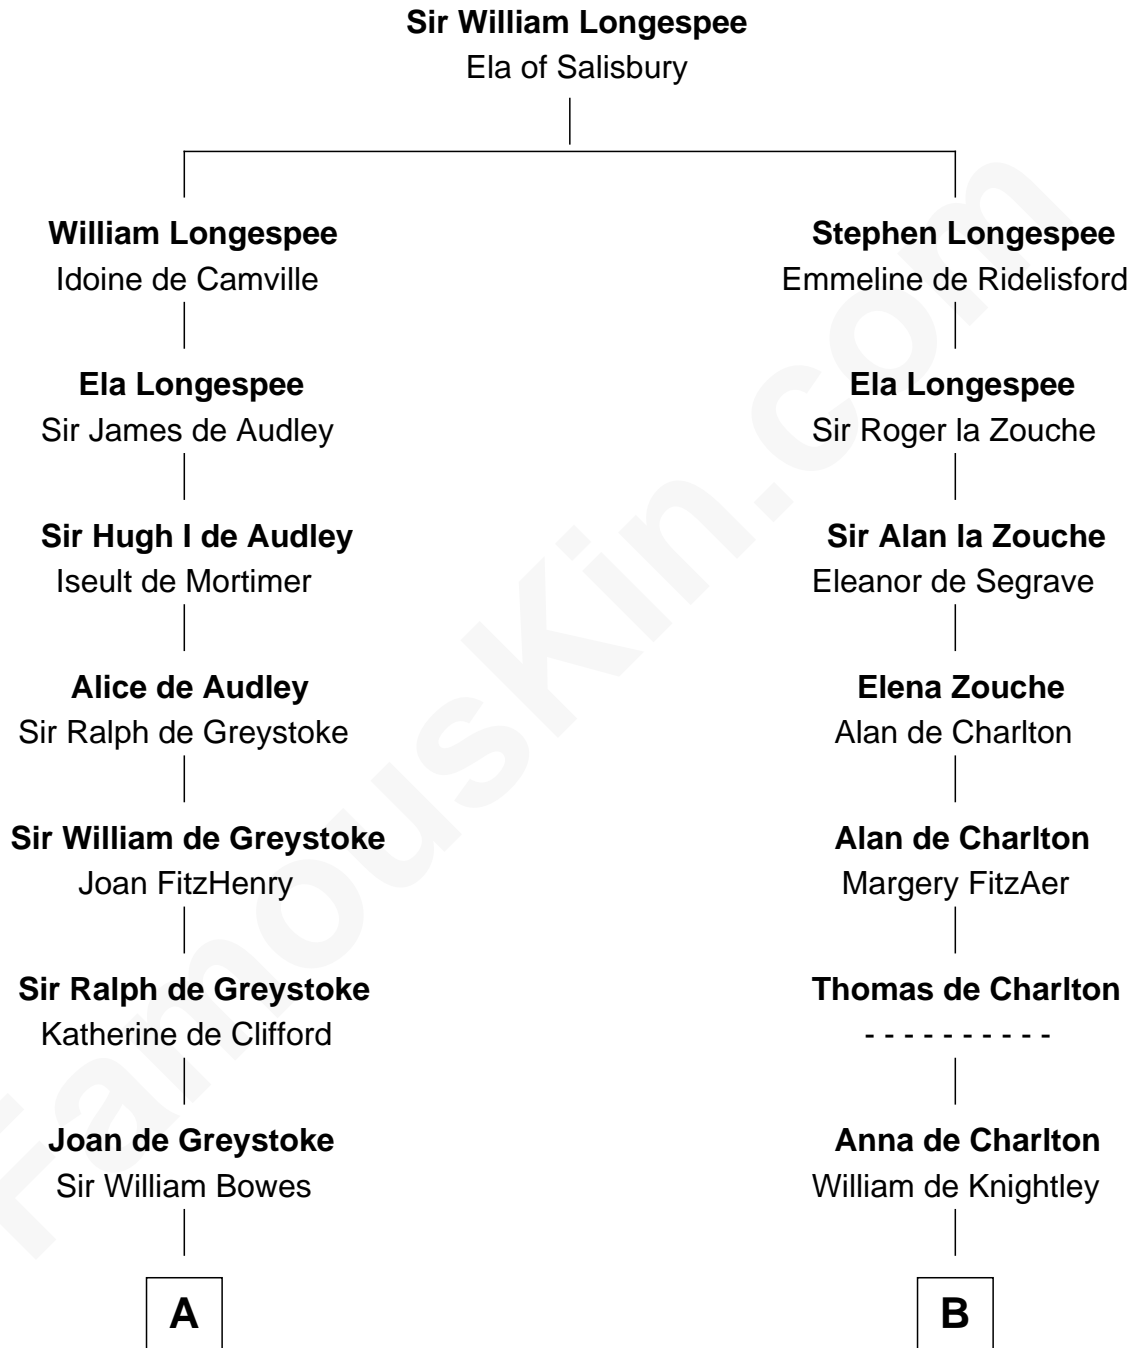 Sir William Longespee
Ela of Salisbury
William Longespee
Idoine de Camville
Stephen Longespee
Emmeline de Ridelisford
Ela Longespee
Sir James de Audley
Ela Longespee
Sir Roger la Zouche
Sir Hugh I de Audley
Iseult de Mortimer
Sir Alan la Zouche
Eleanor de Segrave
Alice de Audley
Sir Ralph de Greystoke
Elena Zouche
Alan de Charlton
Sir William de Greystoke
Joan FitzHenry
Alan de Charlton
Margery FitzAer
Sir Ralph de Greystoke
Katherine de Clifford
Thomas de Charlton
- - - - - - - - - -
Joan de Greystoke
Sir William Bowes
Anna de Charlton
William de Knightley
A
B
FamousKin.com